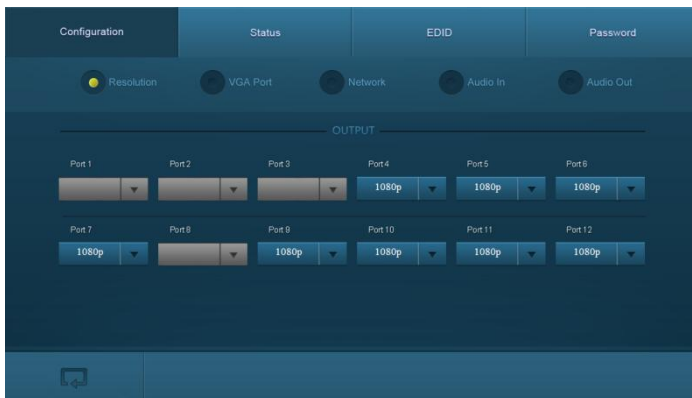 Configuration Status EDID Password
Resolution VGA Port Network Audio In Audio Out
OUTPUT
Port 1 Port 2 Port 3 Port 4 Port 5 Port 6
1080p 1080p 1080p
Port 7 Port 8 Port 9 Port 10 Port 11 Port 12
1080p 1080p 1080p 1080p 1080p